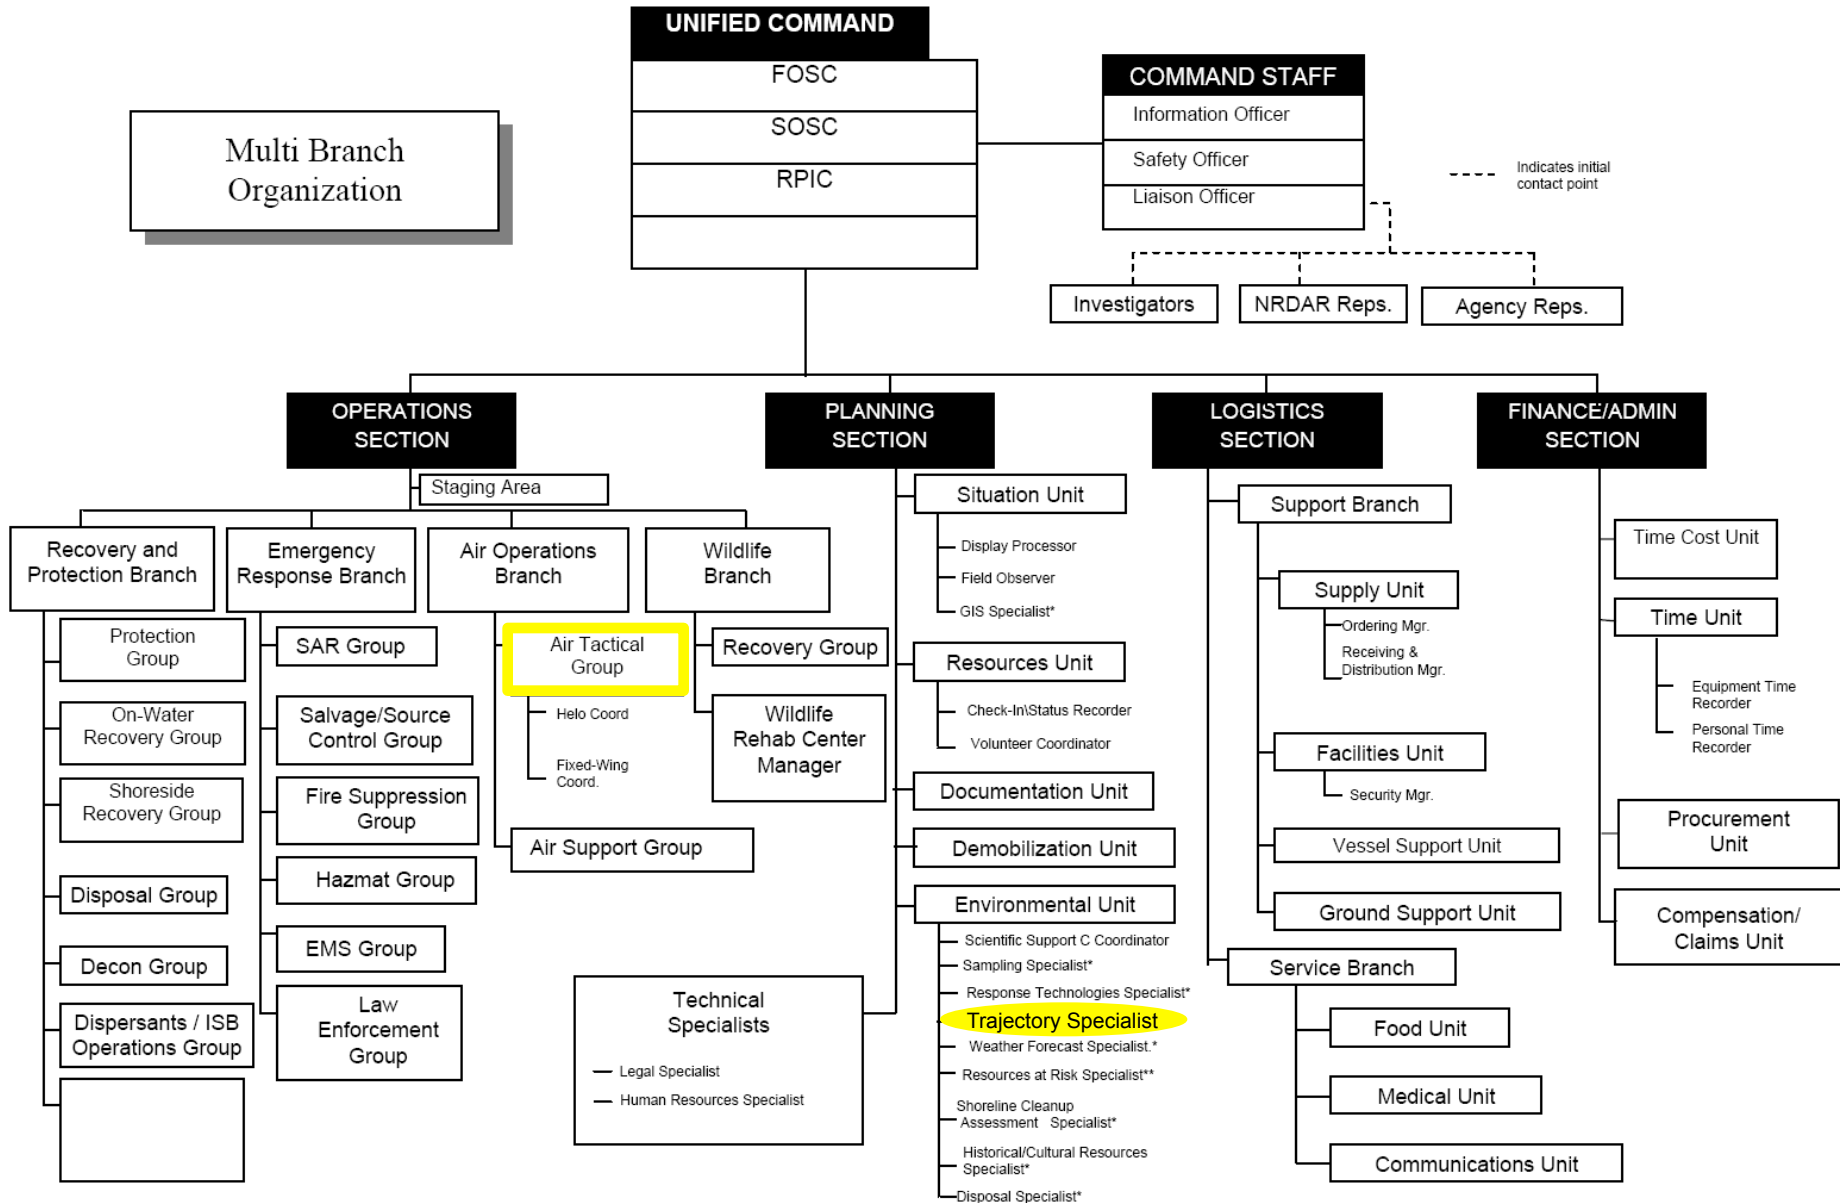 UNIFIED COMMAND
FOSC
SOSC
RPIC
COMMAND STAFF
Information Officer
Safety Officer
Liaison Officer
Indicates initial
contact point
Multi Branch
Organization
Investigators
NRDAR Reps.
Agency Reps.
OPERATIONS
SECTION
Staging Area
Recovery and
Protection Branch
Protection
Group
On-Water
Recovery Group
Shoreside
Recovery Group
Disposal Group
Decon Group
Dispersants / ISB
Operations Group
Emergency
Response Branch
SAR Group
Salvage/Source
Control Group
Fire Suppression
Group
Hazmat Group
EMS Group
Law
Enforcement
Group
Air Operations
Branch
Air Tactical
Group
Helo Coord
Fixed-Wing
Coord.
Air Support Group
Wildlife
Branch
Recovery Group
Wildlife
Rehab Center
Manager
PLANNING
SECTION
Situation Unit
Display Processor
Field Observer
GIS Specialist*
Resources Unit
Check-In\Status Recorder
Volunteer Coordinator
Documentation Unit
Demobilization Unit
Environmental Unit
Scientific Support C Coordinator
Sampling Specialist*
Response Technologies Specialist*
Trajectory Specialist
Weather Forecast Specialist.*
Resources at Risk Specialist**
Shoreline Cleanup
Assessment Specialist*
Historical/Cultural Resources
Specialist*
Disposal Specialist*
Technical
Specialists
Legal Specialist
Human Resources Specialist
LOGISTICS
SECTION
Support Branch
Supply Unit
Ordering Mgr.
Receiving &
Distribution Mgr.
Facilities Unit
Security Mgr.
Vessel Support Unit
Ground Support Unit
Service Branch
Food Unit
Medical Unit
Communications Unit
FINANCE/ADMIN
SECTION
Time Cost Unit
Time Unit
Equipment Time
Recorder
Personal Time
Recorder
Procurement
Unit
Compensation/
Claims Unit